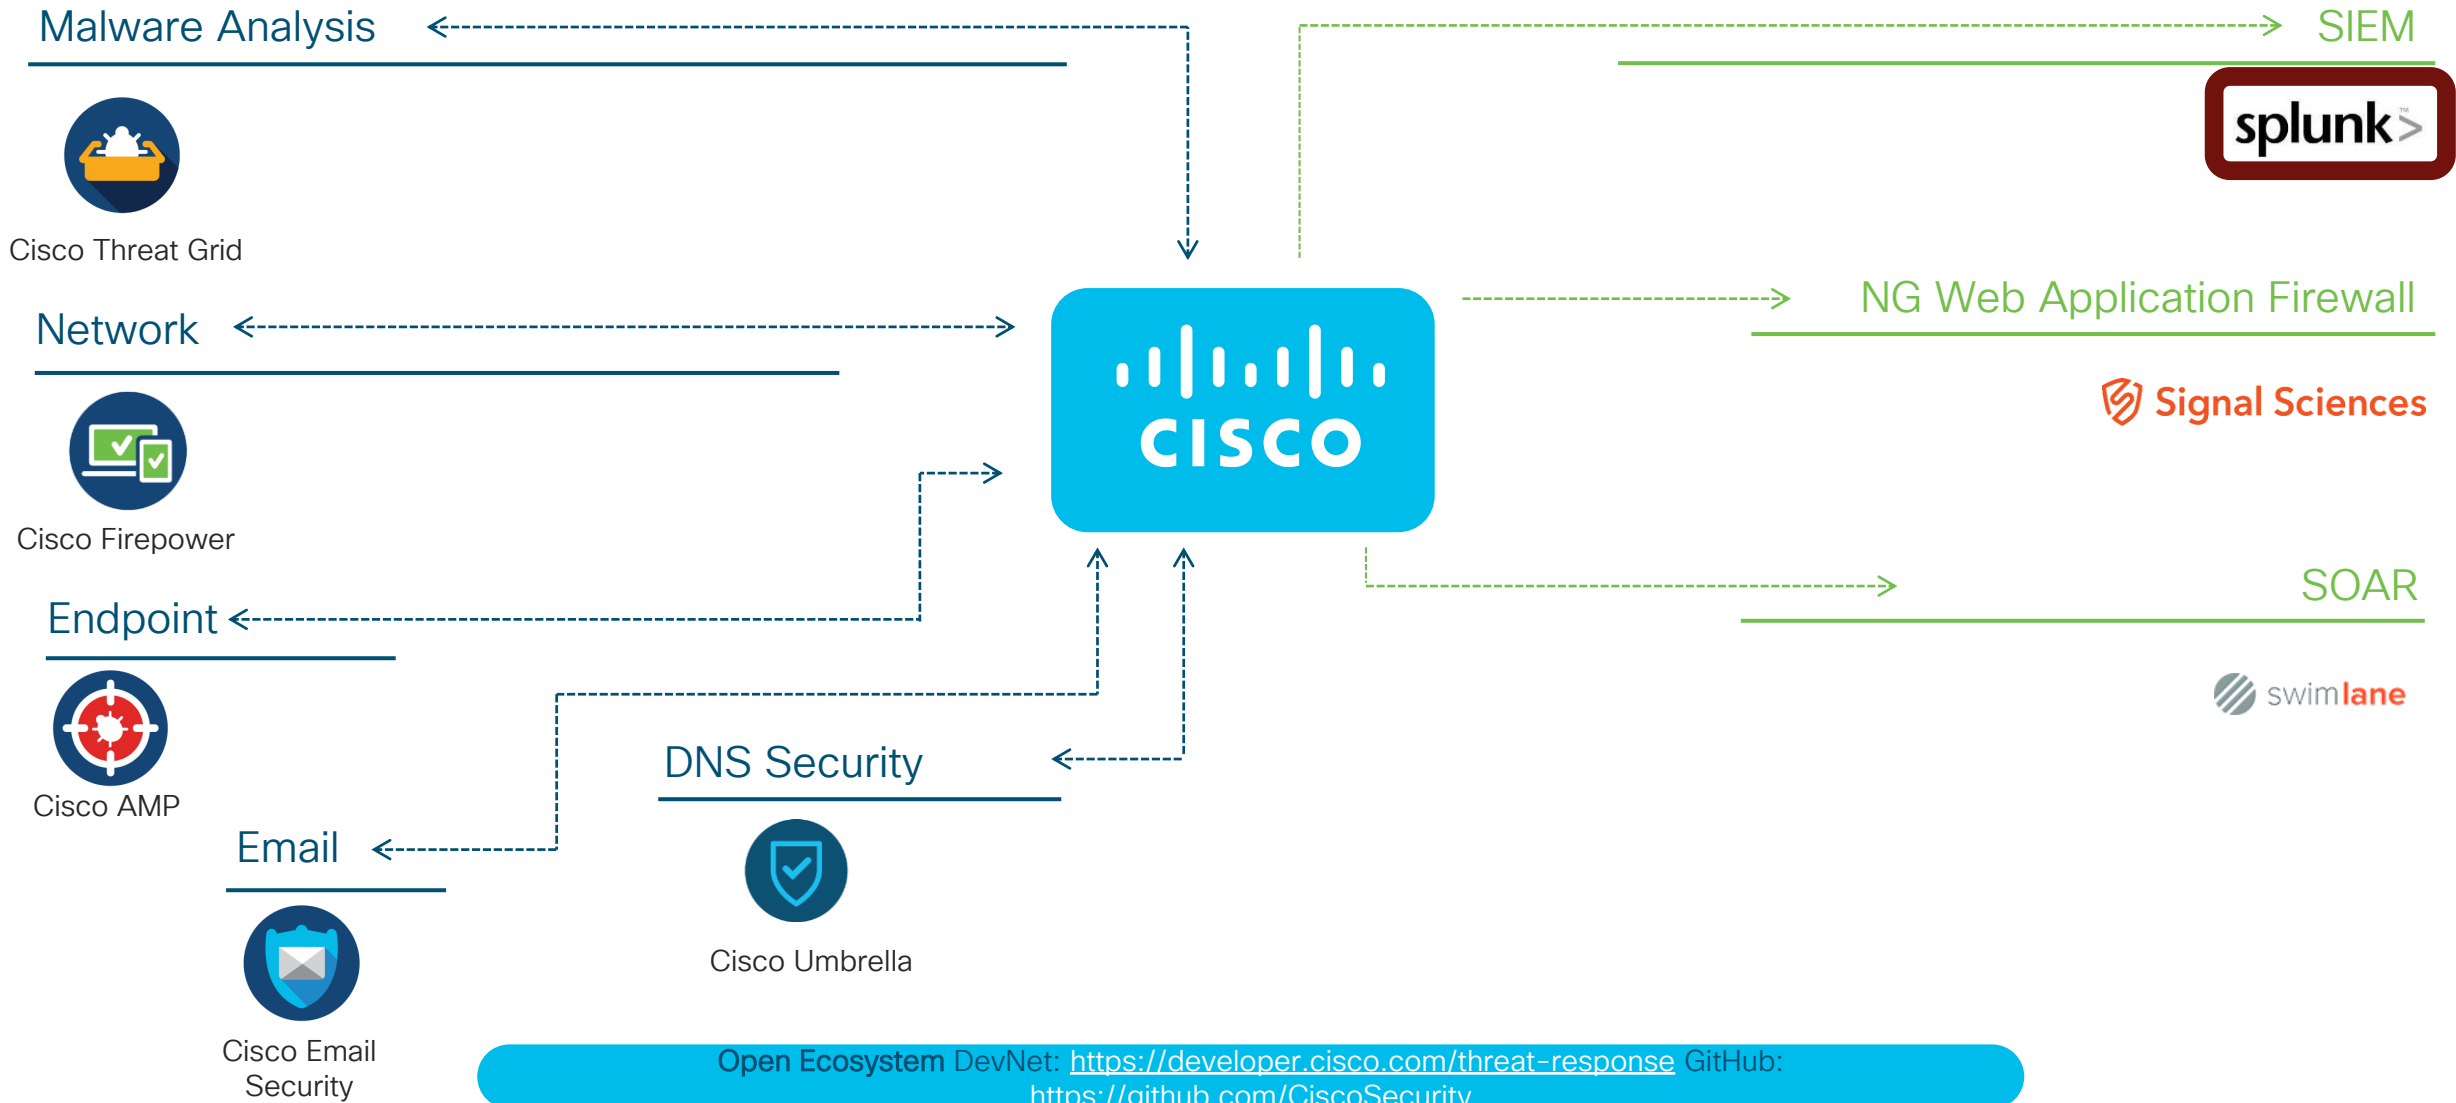 Malware Analysis
Cisco Threat Grid
Network
Cisco Firepower
Endpoint
Cisco AMP
Email
Cisco Email
Security
DNS Security
Cisco Umbrella
CISCO
SIEM
splunk>™
NG Web Application Firewall
Signal Sciences
SOAR
swimlane
Open Ecosystem DevNet: https://developer.cisco.com/threat-response GitHub:
https://github.com/CiscoSecurity